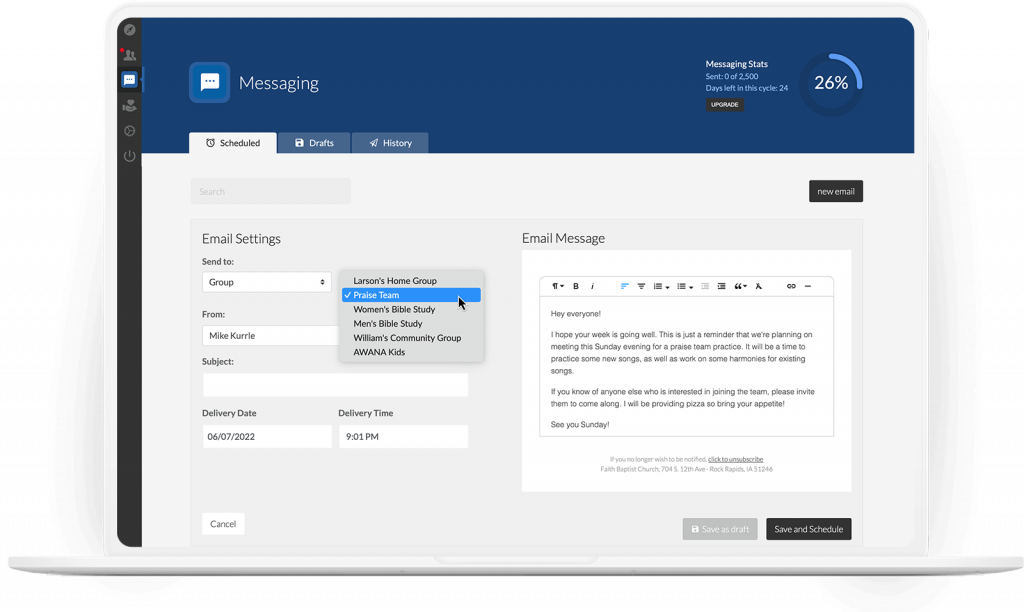 Messaging
Messaging Stats
Sent: 0 of 2,500
Days left in this cycle: 24
UPGRADE
26%
Scheduled
Drafts
History
Search
new email
Email Settings
Send to:
Group
Larson's Home Group
✓ Praise Team
Women's Bible Study
Men's Bible Study
William's Community Group
AWANA Kids
From:
Mike Kurrle
Subject:
Delivery Date
Delivery Time
06/07/2022
9:01 PM
Cancel
Email Message
Hey everyone!
I hope your week is going well. This is just a reminder that we're planning on
meeting this Sunday evening for a praise team practice. It will be a time to
practice some new songs, as well as work on some harmonies for existing
songs.
If you know of anyone else who is interested in joining the team, please invite
them to come along. I will be providing pizza so bring your appetite!
See you Sunday!
If you no longer wish to be notified, click to unsubscribe
Faith Baptist Church, 704 S. 12th Ave - Rock Rapids, IA 51246
Save as draft
Save and Schedule